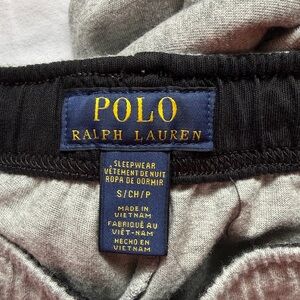 POLO
RALPH LAUREN
SLEEPWEAR
VÊTEMENT DE NUIT
ROPA DE DORMIR
S/CH/P
MADE IN
VIETNAM
FABRIQUÉ AU
VIÊT-NAM
HECHO EN
VIETNAM